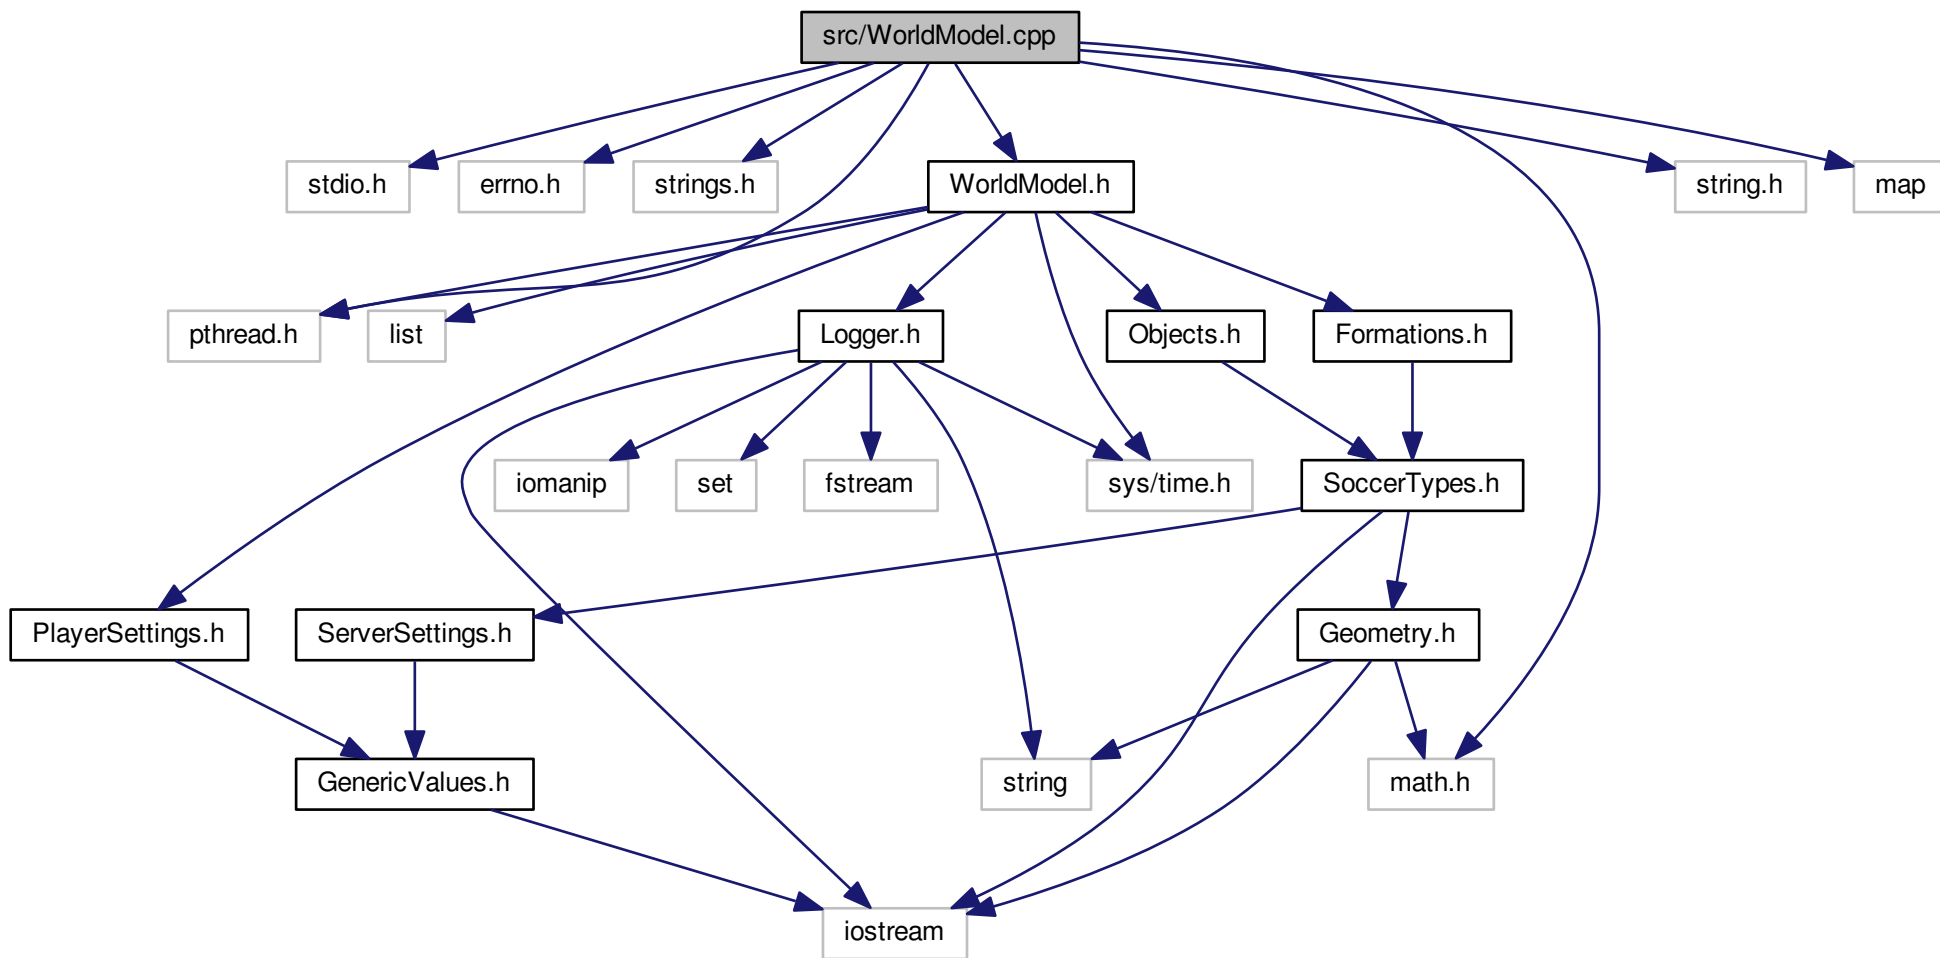 src/WorldModel.cpp
stdio.h
errno.h
strings.h
WorldModel.h
string.h
map
pthread.h
list
Logger.h
Objects.h
Formations.h
iomanip
set
fstream
sys/time.h
SoccerTypes.h
PlayerSettings.h
ServerSettings.h
Geometry.h
GenericValues.h
string
math.h
iostream